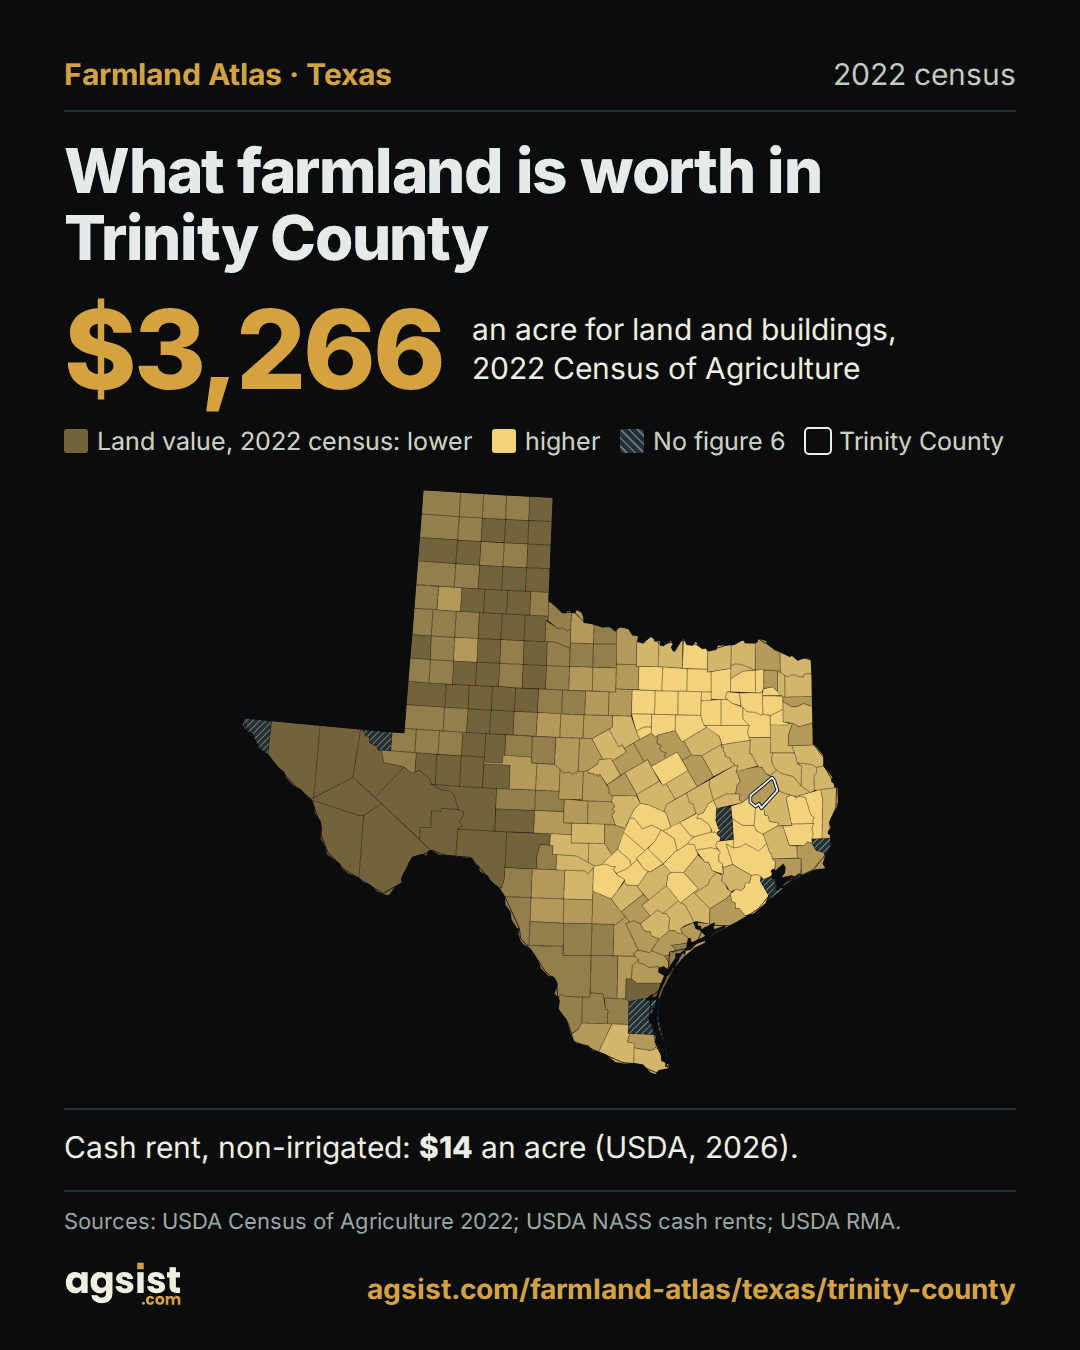 Farmland Atlas · Texas
2022 census
What farmland is worth in
Trinity County
$3,266
an acre for land and buildings,
2022 Census of Agriculture
Land value, 2022 census: lower
higher
No figure 6
Trinity County
Cash rent, non-irrigated: $14 an acre (USDA, 2026).
Sources: USDA Census of Agriculture 2022; USDA NASS cash rents; USDA RMA.
agsist
.com
agsist.com/farmland-atlas/texas/trinity-county